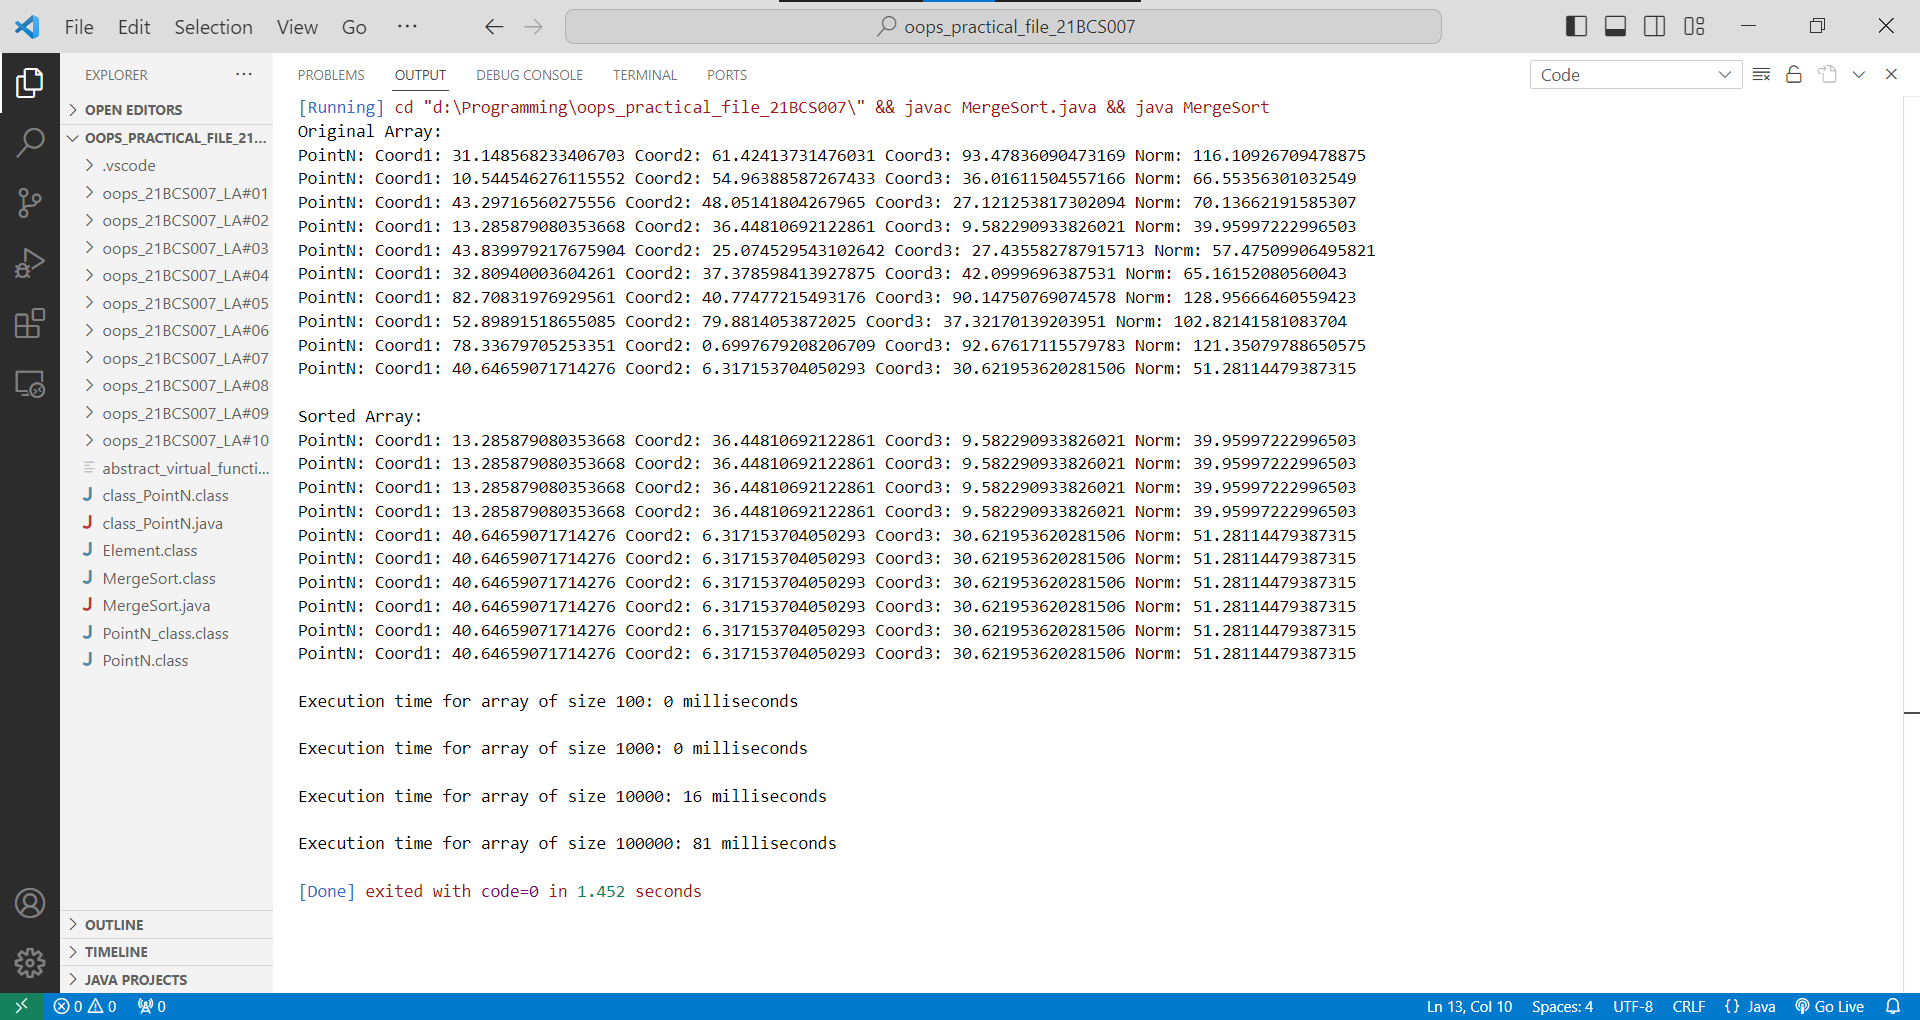 File Edit Selection View Go ··· oops_practical_file_21BCS007
EXPLORER ···
OPEN EDITORS
OOPS_PRACTICAL_FILE_21...
.vscode
oops_21BCS007_LA#01
oops_21BCS007_LA#02
oops_21BCS007_LA#03
oops_21BCS007_LA#04
oops_21BCS007_LA#05
oops_21BCS007_LA#06
oops_21BCS007_LA#07
oops_21BCS007_LA#08
oops_21BCS007_LA#09
oops_21BCS007_LA#10
abstract_virtual_functi...
J class_PointN.class
J class_PointN.java
J Element.class
J MergeSort.class
J MergeSort.java
J PointN_class.class
J PointN.class
OUTLINE
TIMELINE
JAVA PROJECTS
PROBLEMS OUTPUT DEBUG CONSOLE TERMINAL PORTS Code
[Running] cd "d:\Programming\oops_practical_file_21BCS007\" && javac MergeSort.java && java MergeSort
Original Array:
PointN: Coord1: 31.148568233406703 Coord2: 61.42413731476031 Coord3: 93.47836090473169 Norm: 116.10926709478875
PointN: Coord1: 10.544546276115552 Coord2: 54.96388587267433 Coord3: 36.01611504557166 Norm: 66.55356301032549
PointN: Coord1: 43.29716560275556 Coord2: 48.05141804267965 Coord3: 27.121253817302094 Norm: 70.13662191585307
PointN: Coord1: 13.285879080353668 Coord2: 36.44810692122861 Coord3: 9.582290933826021 Norm: 39.95997222996503
PointN: Coord1: 43.839979217675904 Coord2: 25.074529543102642 Coord3: 27.435582787915713 Norm: 57.47509906495821
PointN: Coord1: 32.80940003604261 Coord2: 37.378598413927875 Coord3: 42.0999696387531 Norm: 65.16152080560043
PointN: Coord1: 82.70831976929561 Coord2: 40.77477215493176 Coord3: 90.14750769074578 Norm: 128.95666460559423
PointN: Coord1: 52.89891518655085 Coord2: 79.8814053872025 Coord3: 37.32170139203951 Norm: 102.82141581083704
PointN: Coord1: 78.33679705253351 Coord2: 0.6997679208206709 Coord3: 92.67617115579783 Norm: 121.35079788650575
PointN: Coord1: 40.64659071714276 Coord2: 6.317153704050293 Coord3: 30.621953620281506 Norm: 51.28114479387315
Sorted Array:
PointN: Coord1: 13.285879080353668 Coord2: 36.44810692122861 Coord3: 9.582290933826021 Norm: 39.95997222996503
PointN: Coord1: 13.285879080353668 Coord2: 36.44810692122861 Coord3: 9.582290933826021 Norm: 39.95997222996503
PointN: Coord1: 13.285879080353668 Coord2: 36.44810692122861 Coord3: 9.582290933826021 Norm: 39.95997222996503
PointN: Coord1: 13.285879080353668 Coord2: 36.44810692122861 Coord3: 9.582290933826021 Norm: 39.95997222996503
PointN: Coord1: 40.64659071714276 Coord2: 6.317153704050293 Coord3: 30.621953620281506 Norm: 51.28114479387315
PointN: Coord1: 40.64659071714276 Coord2: 6.317153704050293 Coord3: 30.621953620281506 Norm: 51.28114479387315
PointN: Coord1: 40.64659071714276 Coord2: 6.317153704050293 Coord3: 30.621953620281506 Norm: 51.28114479387315
PointN: Coord1: 40.64659071714276 Coord2: 6.317153704050293 Coord3: 30.621953620281506 Norm: 51.28114479387315
PointN: Coord1: 40.64659071714276 Coord2: 6.317153704050293 Coord3: 30.621953620281506 Norm: 51.28114479387315
PointN: Coord1: 40.64659071714276 Coord2: 6.317153704050293 Coord3: 30.621953620281506 Norm: 51.28114479387315
Execution time for array of size 100: 0 milliseconds
Execution time for array of size 1000: 0 milliseconds
Execution time for array of size 10000: 16 milliseconds
Execution time for array of size 100000: 81 milliseconds
[Done] exited with code=0 in 1.452 seconds
0 0 0 Ln 13, Col 10 Spaces: 4 UTF-8 CRLF {} Java Go Live